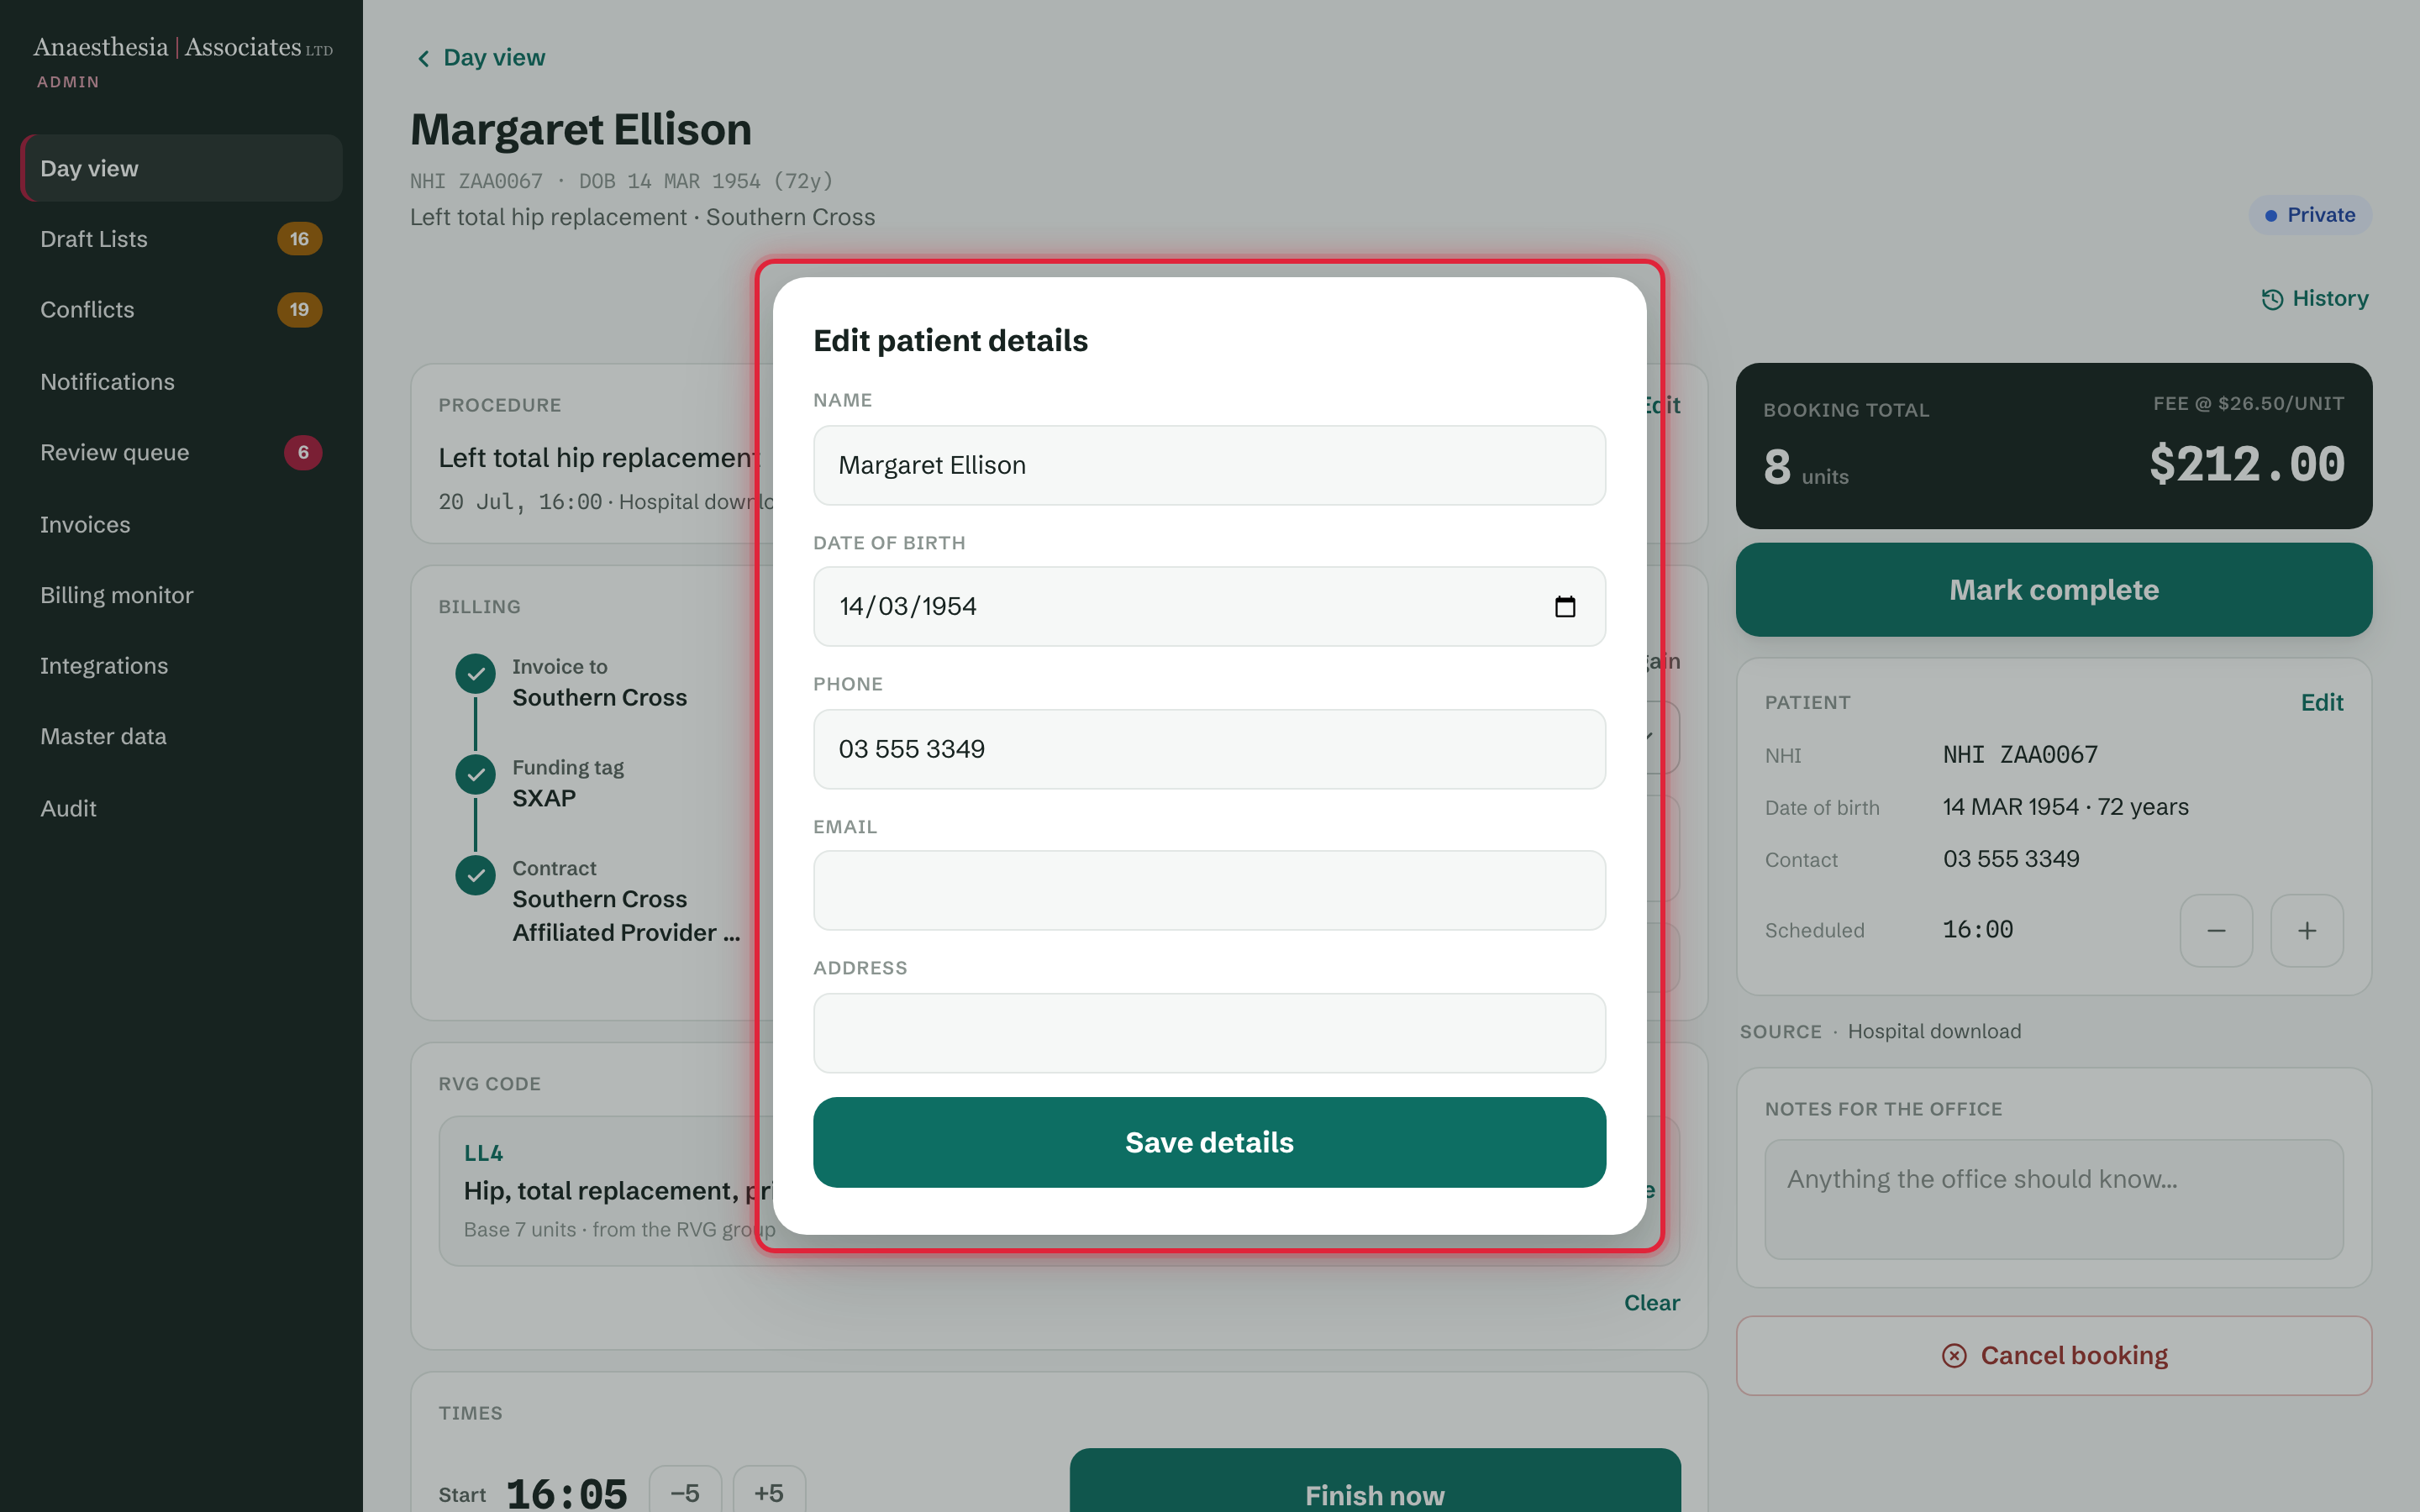 Anaesthesia | Associates LTD
ADMIN
Day view
Draft Lists 16
Conflicts 19
Notifications
Review queue 6
Invoices
Billing monitor
Integrations
Master data
Audit
Day view
Margaret Ellison
NHI ZAA0067 · DOB 14 MAR 1954 (72y)
Left total hip replacement · Southern Cross
Private
History
PROCEDURE
Edit
Left total hip replacement
20 Jul, 16:00 · Hospital downlo
BILLING
Invoice to
Southern Cross
Funding tag
SXAP
Contract
Southern Cross
Affiliated Provider ...
RVG CODE
LL4
Hip, total replacement, pri
Base 7 units · from the RVG group
Clear
TIMES
Start 16:05 −5 +5
Finish now
Edit patient details
NAME
Margaret Ellison
DATE OF BIRTH
14/03/1954
PHONE
03 555 3349
EMAIL
ADDRESS
Save details
BOOKING TOTAL
FEE @ $26.50/UNIT
8 units
$212.00
Mark complete
PATIENT
Edit
NHI
NHI ZAA0067
Date of birth
14 MAR 1954 · 72 years
Contact
03 555 3349
Scheduled
16:00
− +
SOURCE · Hospital download
NOTES FOR THE OFFICE
Anything the office should know...
Cancel booking